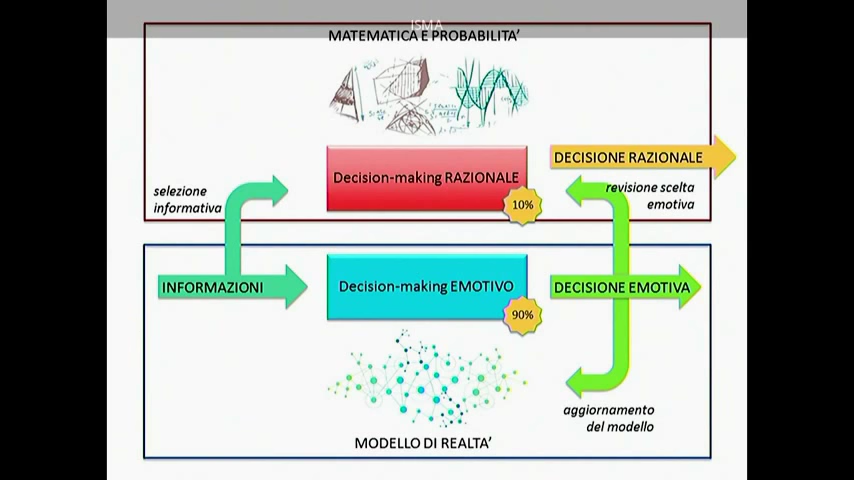 ISMA
MATEMATICA E PROBABILITA'
DECISIONE RAZIONALE
Decision-making RAZIONALE
selezione
informativa
revisione scelta
emotiva
10%
INFORMAZIONI
Decision-making EMOTIVO
DECISIONE EMOTIVA
90%
aggiornamento
del modello
MODELLO DI REALTA'